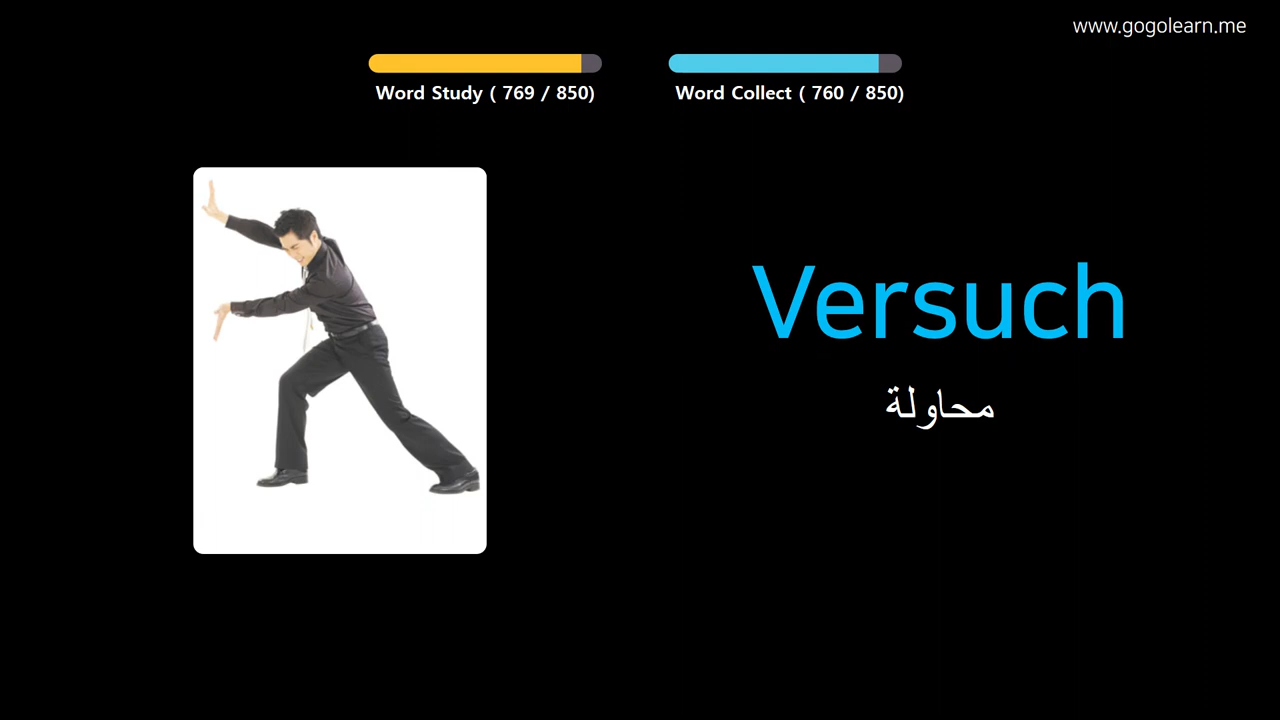 www.gogolearn.me
Word Study ( 769 / 850)
Word Collect ( 760 / 850)
Versuch
محاولة